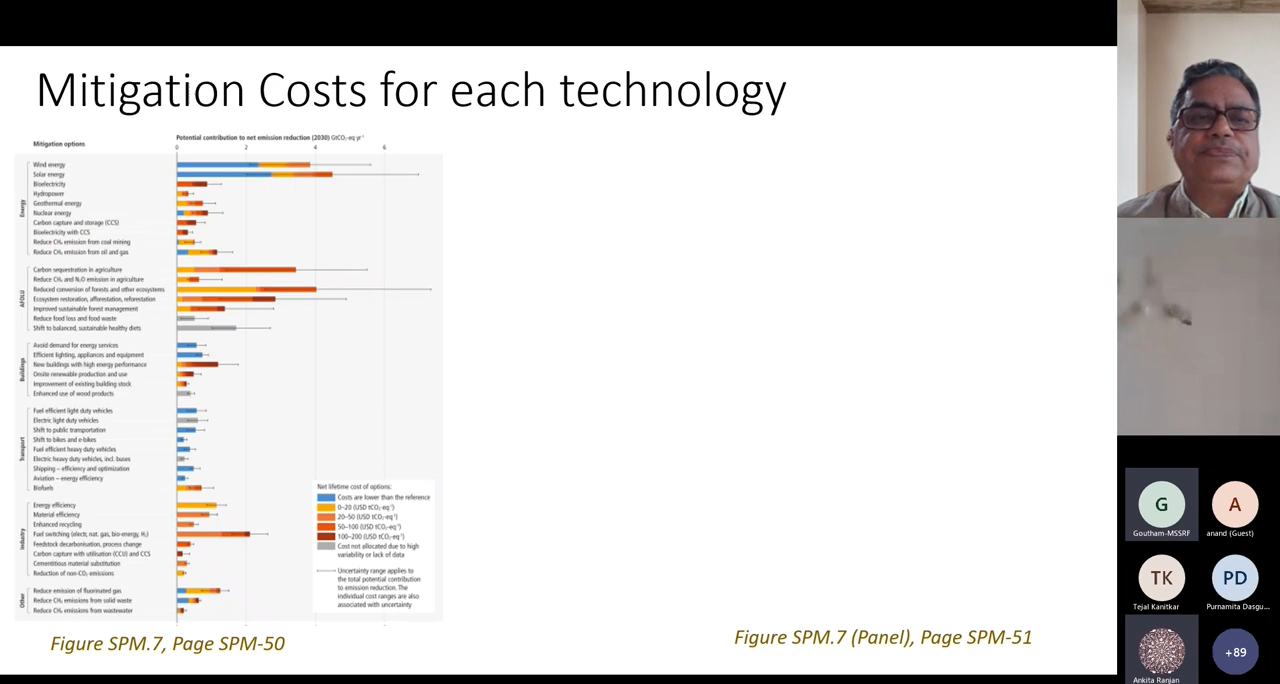 Mitigation Costs for each technology
Potential contribution to net emission reduction (2030) GtCO₂-eq yr⁻¹
Mitigation options
0 2 4 6
Energy
Wind energy
Solar energy
Bioelectricity
Hydropower
Geothermal energy
Nuclear energy
Carbon capture and storage (CCS)
Bioelectricity with CCS
Reduce CH₄ emission from coal mining
Reduce CH₄ emission from oil and gas
AFOLU
Carbon sequestration in agriculture
Reduce CH₄ and N₂O emission in agriculture
Reduced conversion of forests and other ecosystems
Ecosystem restoration, afforestation, reforestation
Improved sustainable forest management
Reduce food loss and food waste
Shift to balanced, sustainable healthy diets
Buildings
Avoid demand for energy services
Efficient lighting, appliances and equipment
New buildings with high energy performance
Onsite renewable production and use
Improvement of existing building stock
Enhanced use of wood products
Transport
Fuel efficient light duty vehicles
Electric light duty vehicles
Shift to public transportation
Shift to bikes and e-bikes
Fuel efficient heavy duty vehicles
Electric heavy duty vehicles, incl. buses
Shipping – efficiency and optimization
Aviation – energy efficiency
Biofuels
Industry
Energy efficiency
Material efficiency
Enhanced recycling
Fuel switching (electr, nat. gas, bio-energy, H₂)
Feedstock decarbonisation, process change
Carbon capture with utilisation (CCU) and CCS
Cementitious material substitution
Reduction of non-CO₂ emissions
Other
Reduce emission of fluorinated gas
Reduce CH₄ emissions from solid waste
Reduce CH₄ emissions from wastewater
Net lifetime cost of options:
Costs are lower than the reference
0–20 (USD tCO₂-eq⁻¹)
20–50 (USD tCO₂-eq⁻¹)
50–100 (USD tCO₂-eq⁻¹)
100–200 (USD tCO₂-eq⁻¹)
Cost not allocated due to high
variability or lack of data
Uncertainty range applies to
the total potential contribution
to emission reduction. The
individual cost ranges are also
associated with uncertainty
Figure SPM.7, Page SPM-50
Figure SPM.7 (Panel), Page SPM-51
G
Goutham-MSSRF
A
anand (Guest)
TK
Tejal Kanitkar
PD
Purnamita Dasgu...
Ankita Ranjan
+89